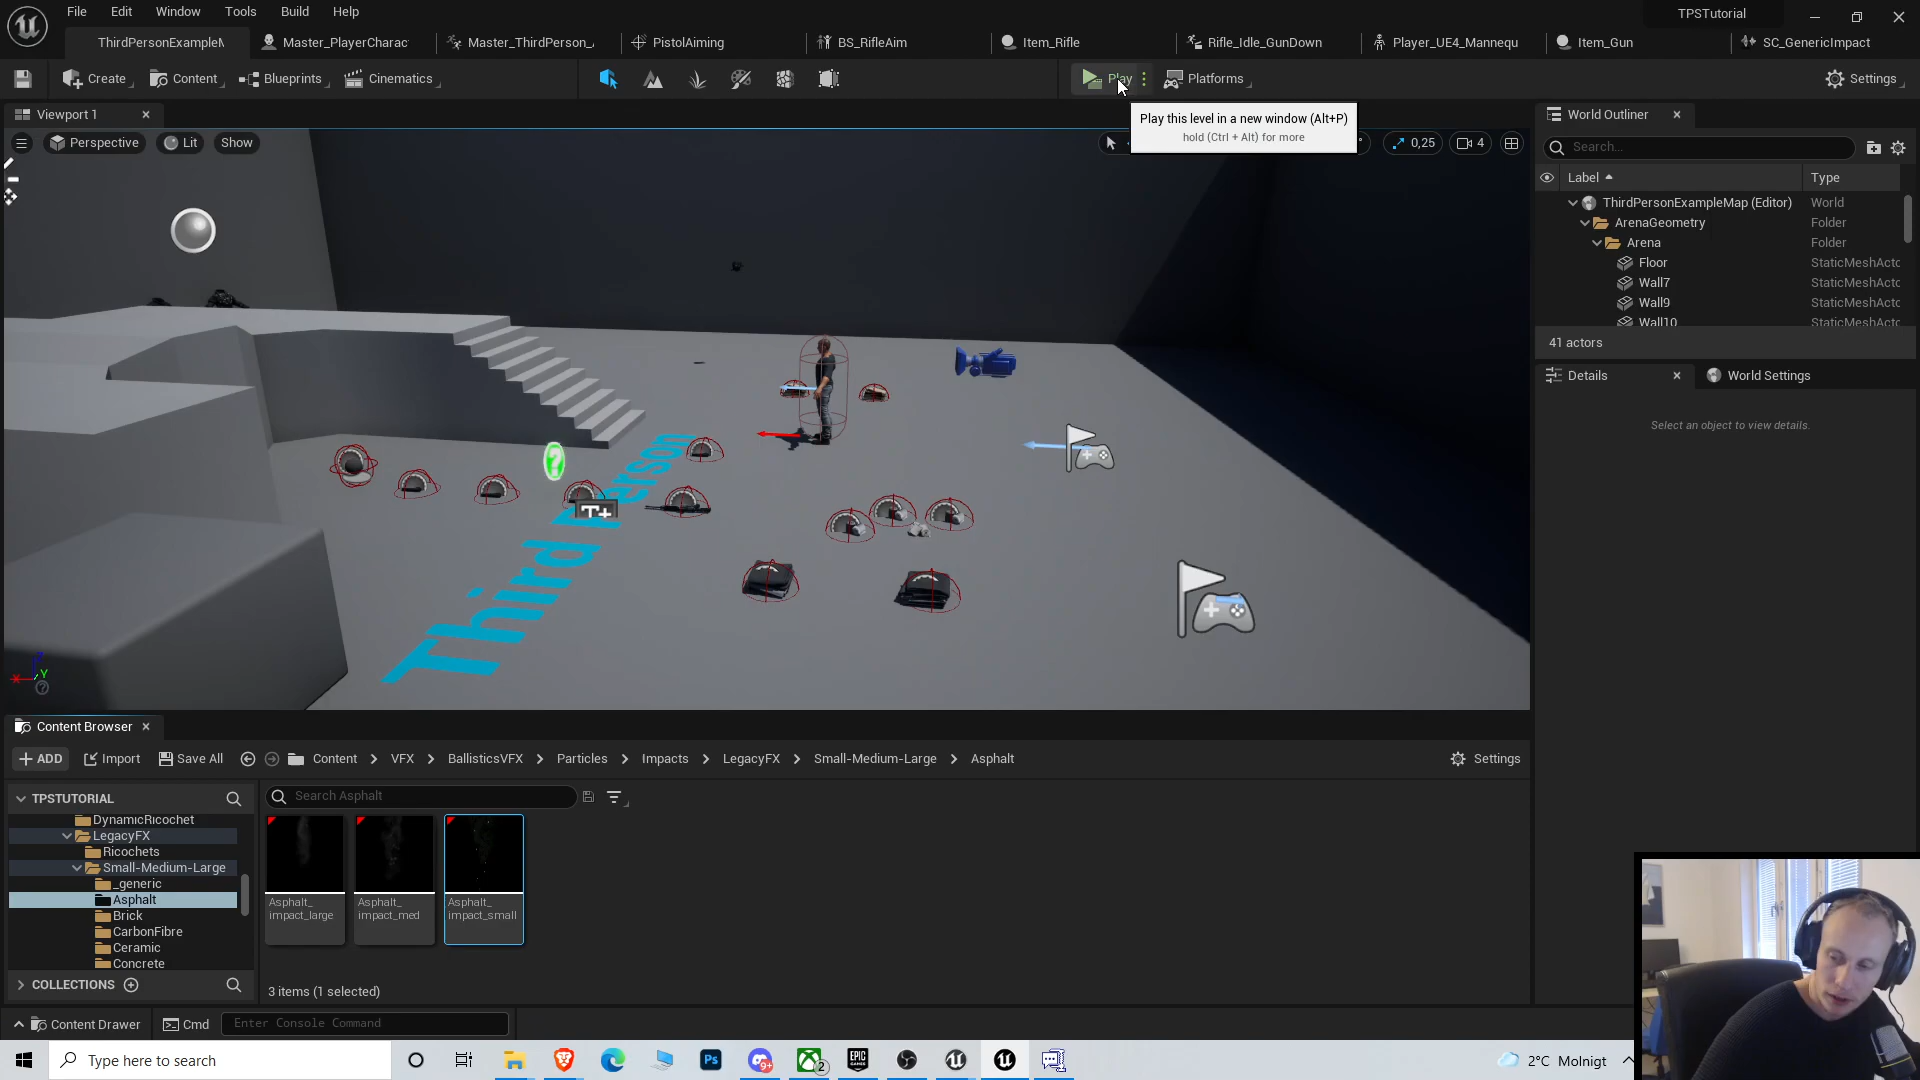 File Edit Window Tools Build Help
TPSTutorial
ThirdPersonExampleM
Master_PlayerCharac
Master_ThirdPerson_
PistolAiming
BS_RifleAim
Item_Rifle
Rifle_Idle_GunDown
Player_UE4_Mannequ
Item_Gun
SC_GenericImpact
Create Content Blueprints Cinematics Play Platforms Settings
Viewport 1
Play this level in a new window (Alt+P)
hold (Ctrl + Alt) for more
Perspective Lit Show
0,25 4
Third Person
T+
World Outliner
Search...
Label Type
ThirdPersonExampleMap (Editor) World
ArenaGeometry Folder
Arena Folder
Floor StaticMeshActo
Wall7 StaticMeshActo
Wall9 StaticMeshActo
Wall10 StaticMeshActo
41 actors
Details World Settings
Select an object to view details.
Content Browser
ADD Import Save All Content VFX BallisticsVFX Particles Impacts LegacyFX Small-Medium-Large Asphalt Settings
TPSTUTORIAL
Search Asphalt
DynamicRicochet
LegacyFX
Ricochets
Small-Medium-Large
_generic
Asphalt
Brick
CarbonFibre
Ceramic
Concrete
Asphalt_
impact_large
Asphalt_
impact_med
Asphalt_
impact_small
COLLECTIONS
3 items (1 selected)
Content Drawer Cmd Enter Console Command
Type here to search
Ps
9+
2
EPIC GAMES
2°C Molnigt